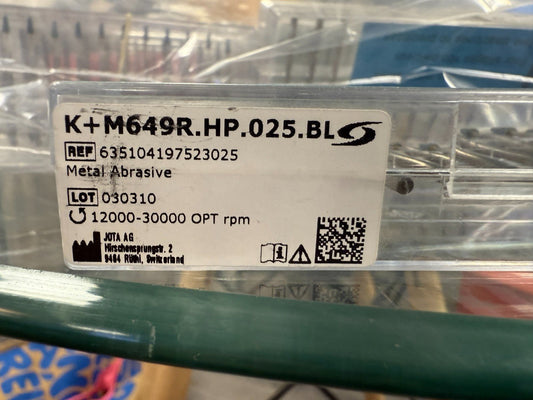 K+M649R.HP.025.BL
REF 635104197523025
Metal Abrasive
LOT 030310
12000-30000 OPT rpm
JOTA AG
Hirschensprungstr. 2
9464 Rüthi, Switzerland